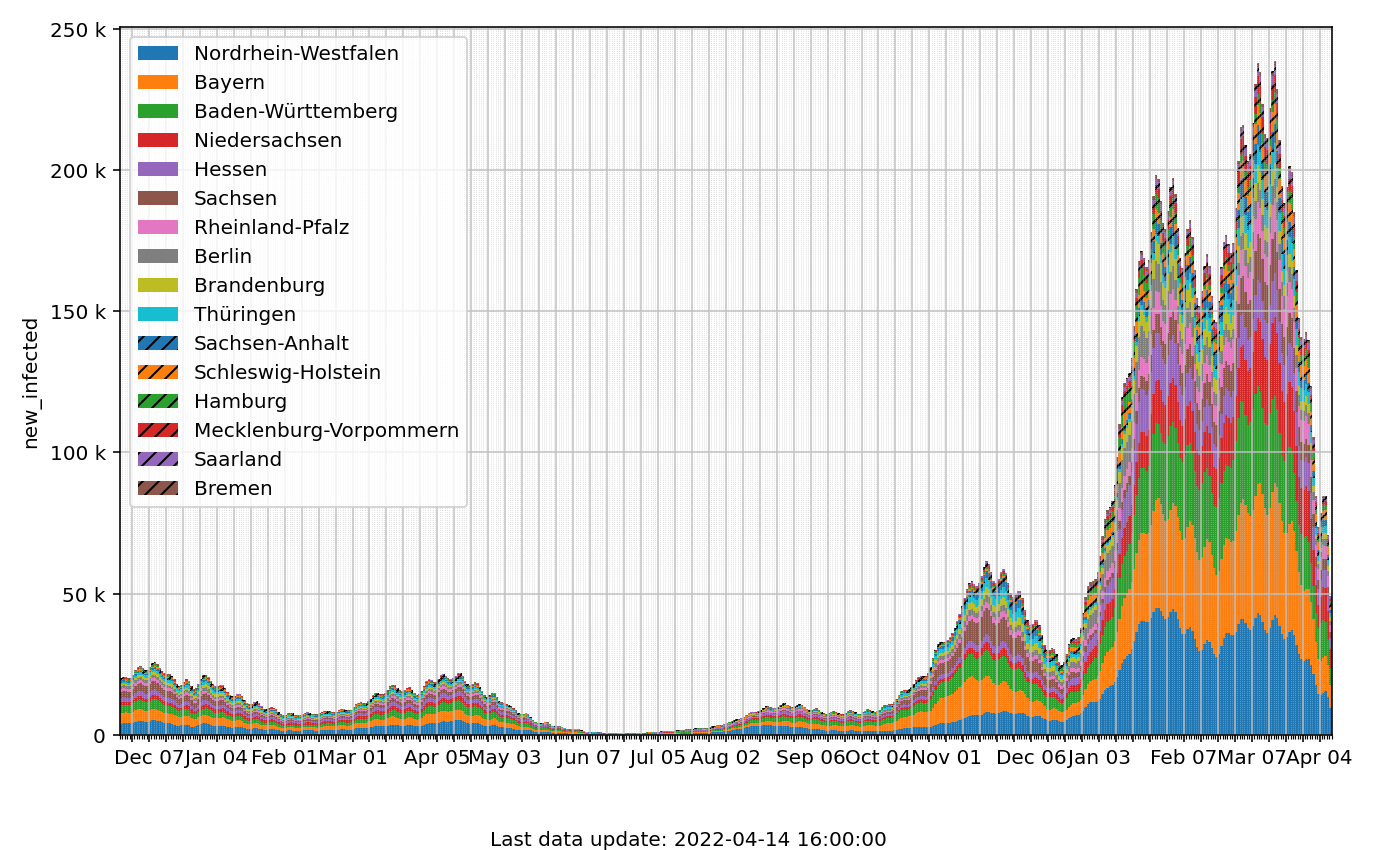 250 k
200 k
150 k
100 k
50 k
0
new_infected
Nordrhein-Westfalen
Bayern
Baden-Württemberg
Niedersachsen
Hessen
Sachsen
Rheinland-Pfalz
Berlin
Brandenburg
Thüringen
Sachsen-Anhalt
Schleswig-Holstein
Hamburg
Mecklenburg-Vorpommern
Saarland
Bremen
Dec 07 Jan 04 Feb 01 Mar 01 Apr 05 May 03 Jun 07 Jul 05 Aug 02 Sep 06 Oct 04 Nov 01 Dec 06 Jan 03 Feb 07 Mar 07 Apr 04
Last data update: 2022-04-14 16:00:00